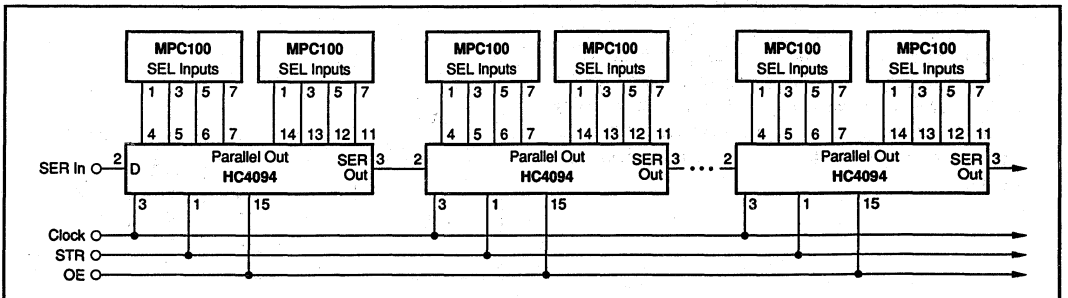 MPC100 MPC100 MPC100 MPC100 MPC100 MPC100
SEL Inputs SEL Inputs SEL Inputs SEL Inputs SEL Inputs SEL Inputs
1 3 5 7 1 3 5 7 1 3 5 7 1 3 5 7 1 3 5 7 1 3 5 7
4 5 6 7 14 13 12 11 4 5 6 7 14 13 12 11 4 5 6 7 14 13 12 11
SER In 2 D Parallel Out SER Out 3 2 Parallel Out SER Out 3 2 Parallel Out SER Out 3
HC4094 HC4094 HC4094
3 1 15 3 1 15 3 1 15
Clock
STR
OE